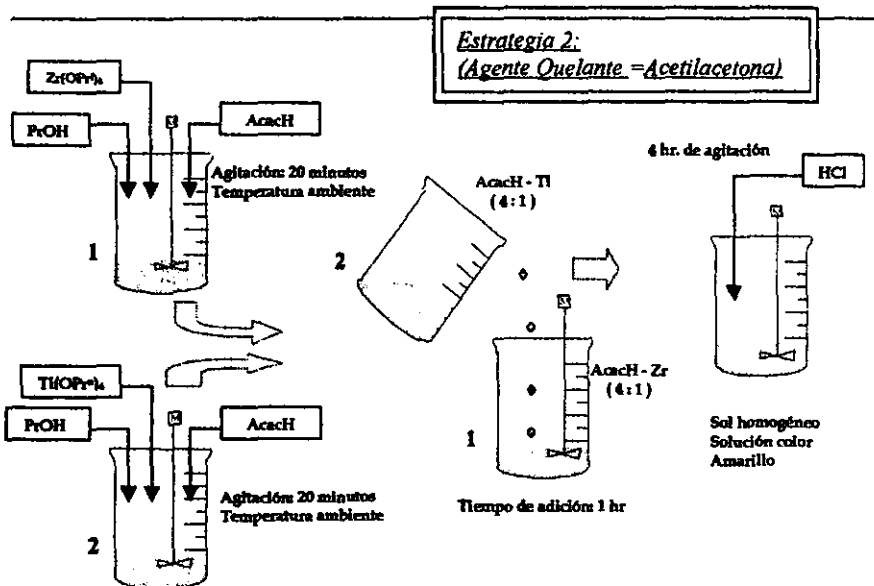 Estrategia 2:
(Agente Quelante =Acetilacetona)
Zr(OPrⁱ)₄
PrOH
M
AcacH
Agitación: 20 minutos
Temperatura ambiente
1
Ti(OPrⁿ)₄
PrOH
M
AcacH
Agitación: 20 minutos
Temperatura ambiente
2
AcacH - Ti
(4:1)
2
M
AcacH - Zr
(4:1)
1
Tiempo de adición: 1 hr
4 hr. de agitación
HCl
M
Sol homogéneo
Solución color
Amarillo